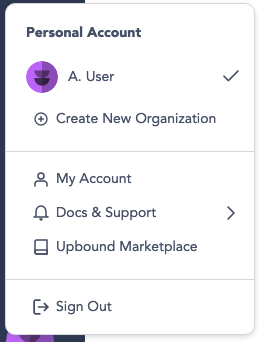 Personal Account
A. User
Create New Organization
My Account
Docs & Support
Upbound Marketplace
Sign Out